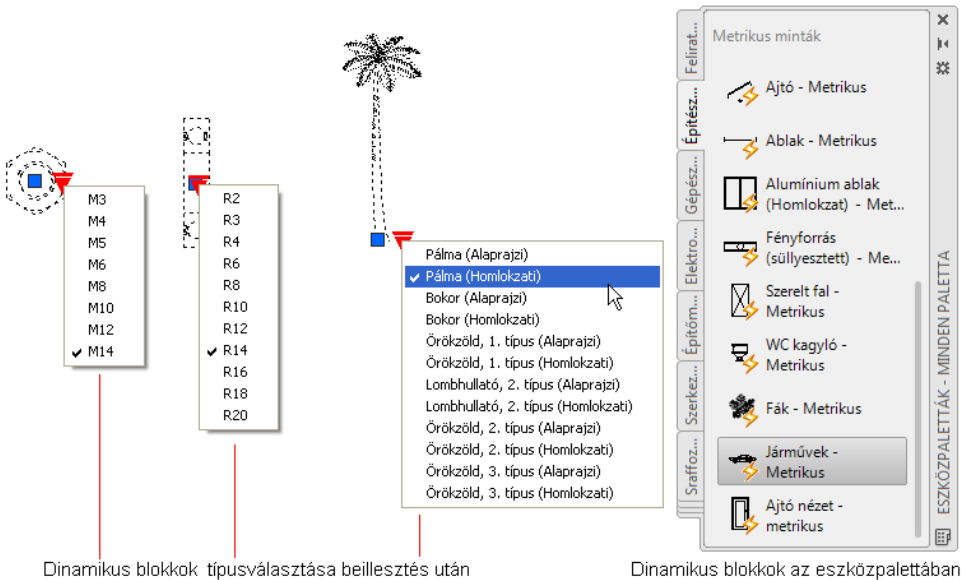 M3
M4
M5
M6
M8
M10
M12
M14
R2
R3
R4
R6
R8
R10
R12
R14
R16
R18
R20
Pálma (Alaprajzi)
Pálma (Homlokzati)
Bokor (Alaprajzi)
Bokor (Homlokzati)
Örökzöld, 1. típus (Alaprajzi)
Örökzöld, 1. típus (Homlokzati)
Lombhullató, 2. típus (Alaprajzi)
Lombhullató, 2. típus (Homlokzati)
Örökzöld, 2. típus (Alaprajzi)
Örökzöld, 2. típus (Homlokzati)
Örökzöld, 3. típus (Alaprajzi)
Örökzöld, 3. típus (Homlokzati)
Felirat...
Építész...
Gépész...
Elektro...
Építőm...
Szerkez...
Sraffoz...
Metrikus minták
Ajtó - Metrikus
Ablak - Metrikus
Alumínium ablak
(Homlokzat) - Met...
Fényforrás
(süllyesztett) - Me...
Szerelt fal -
Metrikus
WC kagyló -
Metrikus
Fák - Metrikus
Járművek -
Metrikus
Ajtó nézet -
metrikus
ESZKÖZPALETTÁK - MINDEN PALETTA
Dinamikus blokkok típusválasztása beillesztés után
Dinamikus blokkok az eszközpalettában